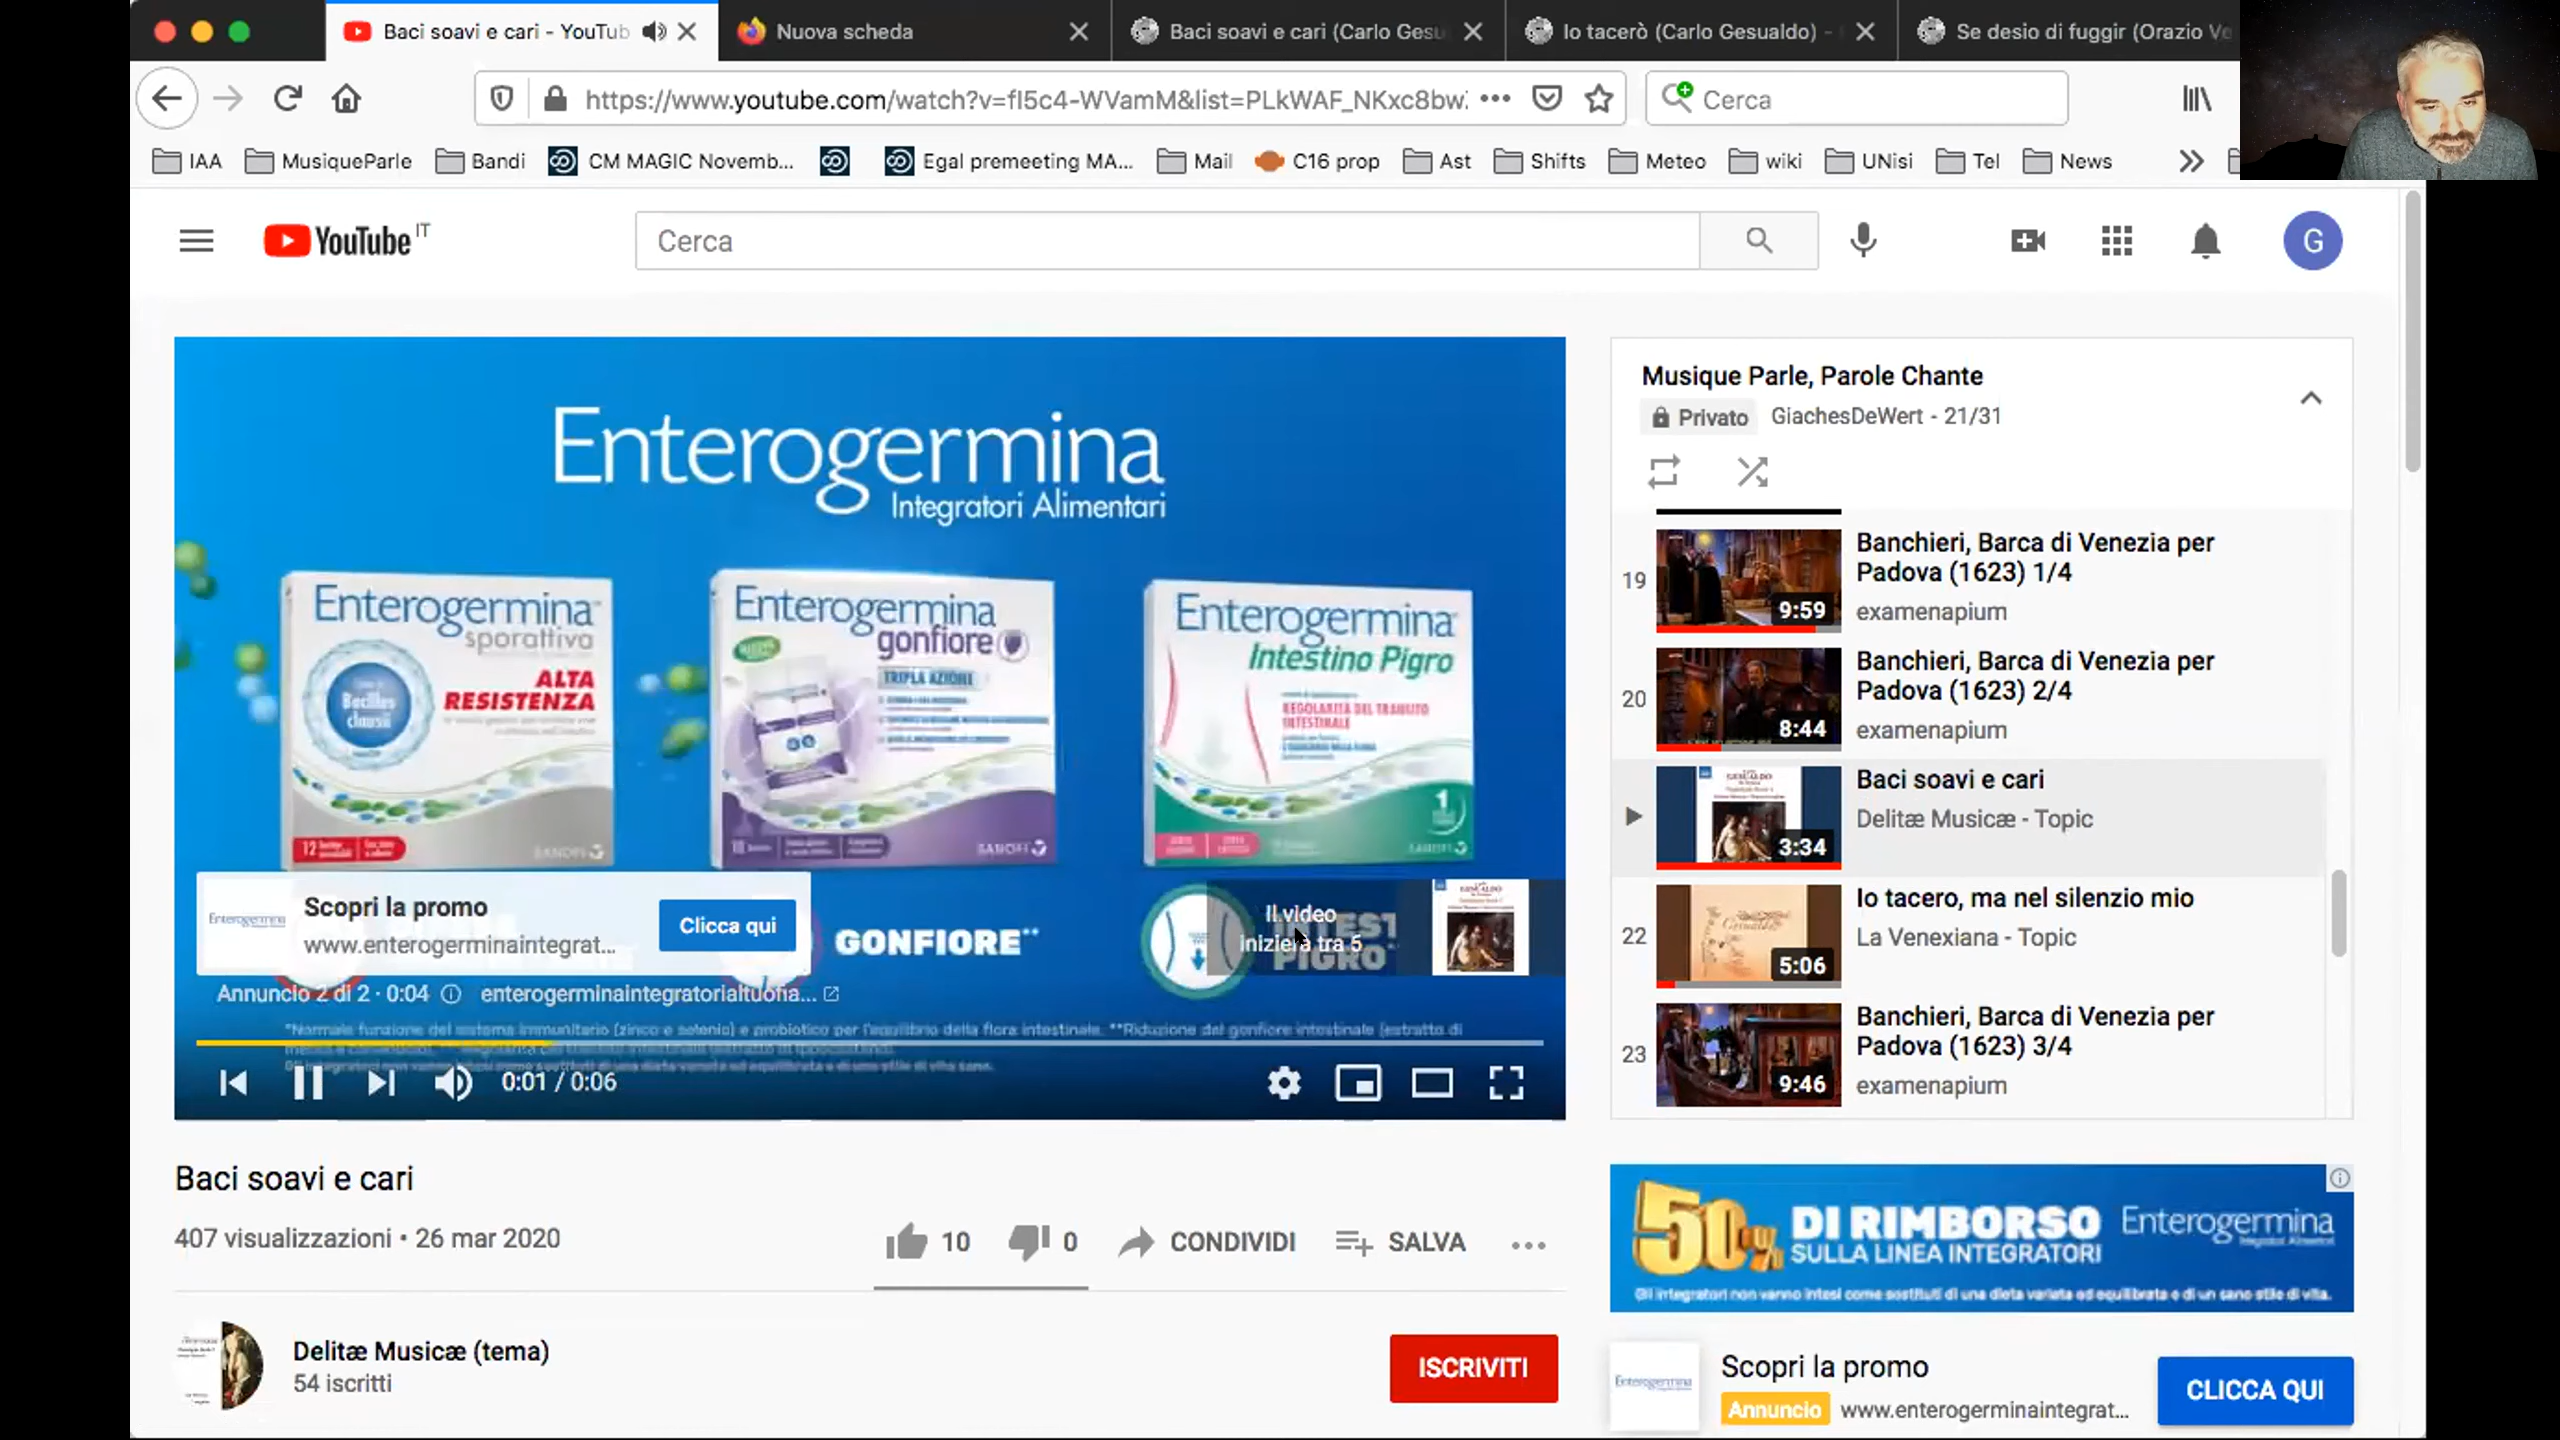 Baci soavi e cari - YouTub
Nuova scheda
Baci soavi e cari (Carlo Gesu
Io tacerò (Carlo Gesualdo) -
Se desio di fuggir (Orazio Ve
https://www.youtube.com/watch?v=fI5c4-WVamM&list=PLkWAF_NKxc8bw
Cerca
IAA
MusiqueParle
Bandi
CM MAGIC Novemb...
Egal premeeting MA...
Mail
C16 prop
Ast
Shifts
Meteo
wiki
UNisi
Tel
News
YouTube IT
Cerca
G
Enterogermina
Integratori Alimentari
Enterogermina
sporattiva
ALTA
RESISTENZA
Bacillus
clausii
12
SANOFI
Enterogermina
gonfiore
TRIPLA AZIONE
SANOFI
Enterogermina
Intestino Pigro
REGOLARITÀ DEL TRANSITO
INTESTINALE
1
SANOFI
Enterogermina
Scopri la promo
www.enterogerminaintegrat...
Clicca qui
GONFIORE**
PIGRO
Il video
inizierà tra 5
Annuncio 2 di 2 · 0:04
enterogerminaintegratorialtuofia...
*Normale funzione del sistema immunitario (zinco e selenio) e probiotico per l'equilibrio della flora intestinale. **Riduzione del gonfiore intestinale (estratto di
0:01 / 0:06
Musique Parle, Parole Chante
Privato
GiachesDeWert - 21/31
19
9:59
Banchieri, Barca di Venezia per
Padova (1623) 1/4
examenapium
20
8:44
Banchieri, Barca di Venezia per
Padova (1623) 2/4
examenapium
3:34
Baci soavi e cari
Delitæ Musicæ - Topic
22
5:06
Io tacero, ma nel silenzio mio
La Venexiana - Topic
23
9:46
Banchieri, Barca di Venezia per
Padova (1623) 3/4
examenapium
Baci soavi e cari
407 visualizzazioni • 26 mar 2020
10
0
CONDIVIDI
SALVA
Delitæ Musicæ (tema)
54 iscritti
ISCRIVITI
50%
DI RIMBORSO
SULLA LINEA INTEGRATORI
Enterogermina
Integratori Alimentari
Gli integratori non vanno intesi come sostituti di una dieta variata ed equilibrata e di un sano stile di vita.
Enterogermina
Scopri la promo
Annuncio
www.enterogerminaintegrat...
CLICCA QUI